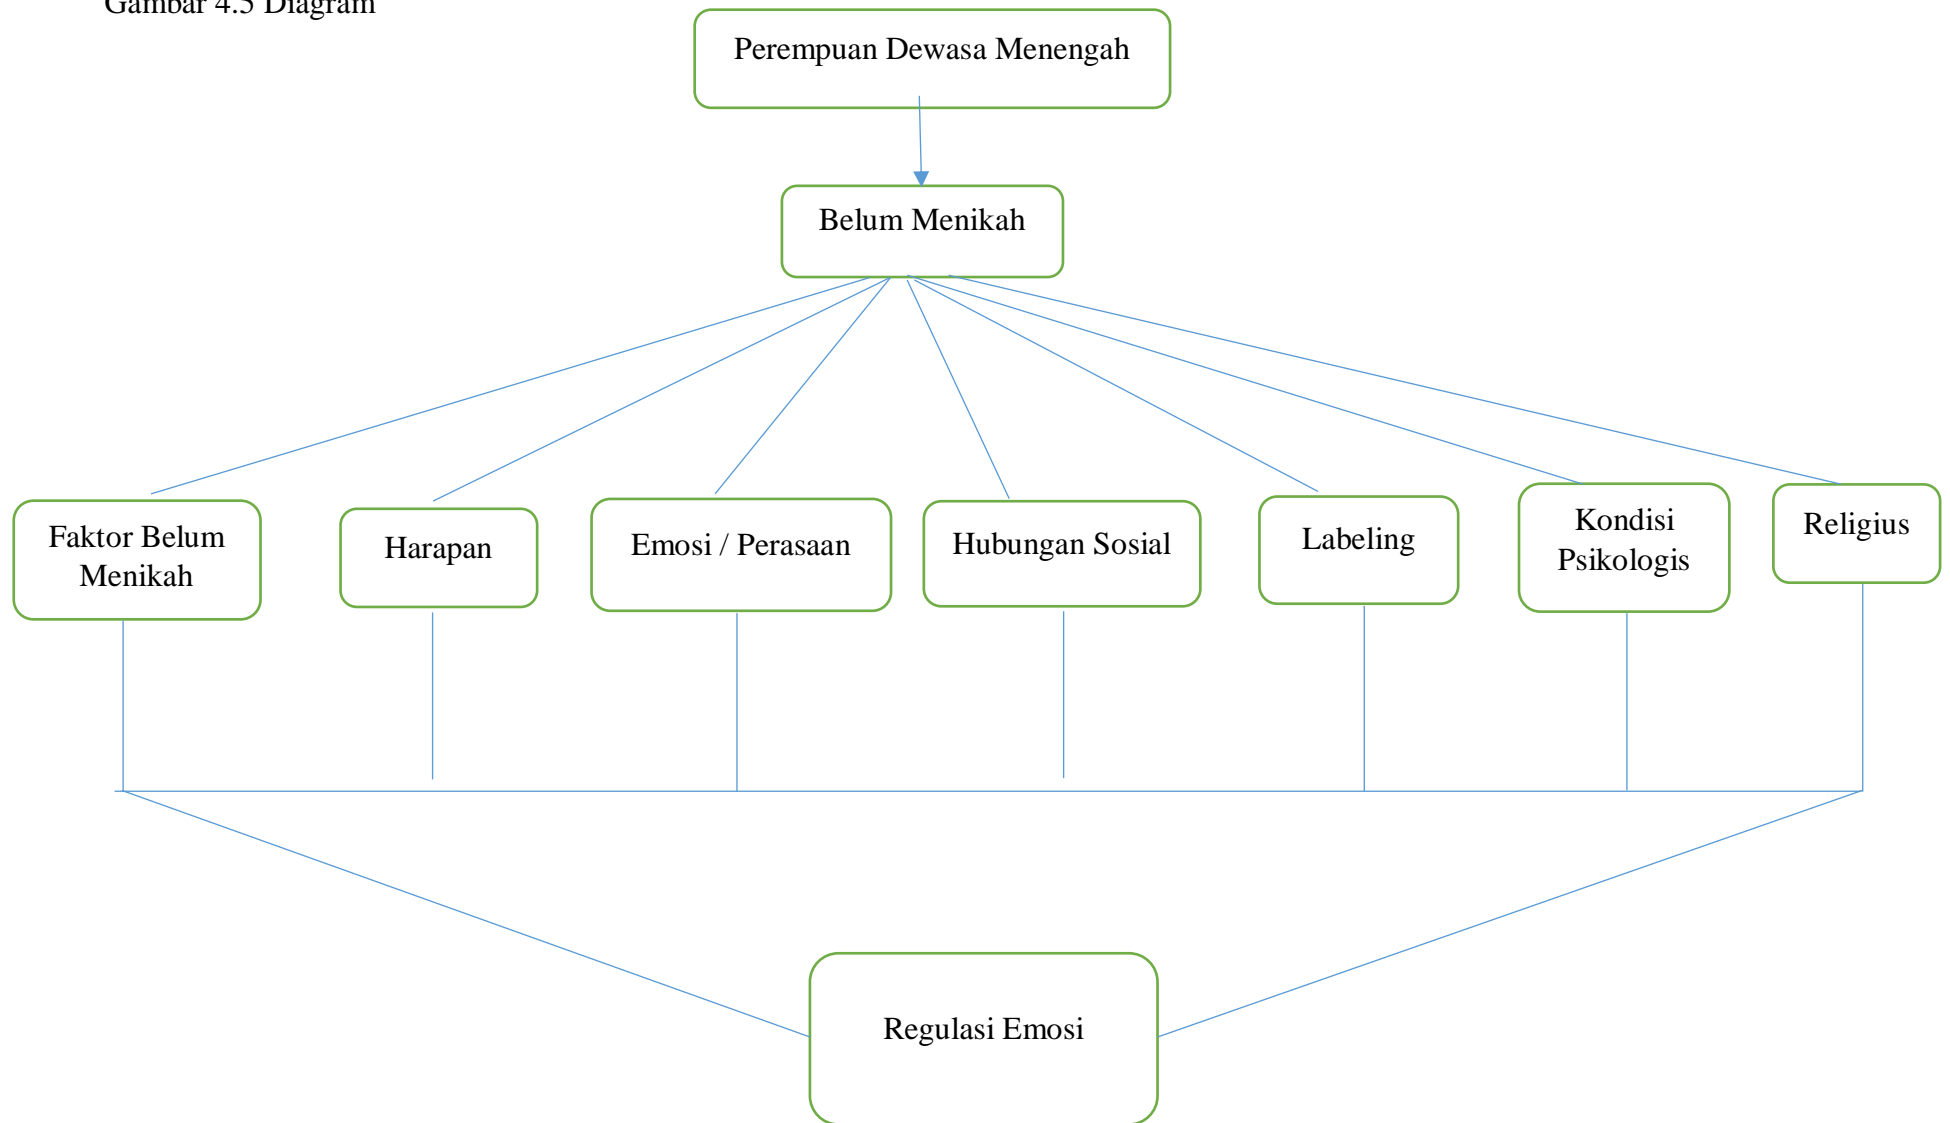 Gambar 4.5 Diagram
Perempuan Dewasa Menengah
Belum Menikah
Faktor Belum
Menikah
Harapan
Emosi / Perasaan
Hubungan Sosial
Labeling
Kondisi
Psikologis
Religius
Regulasi Emosi